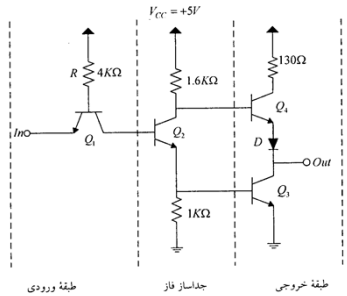 V_CC = +5V
R
4KΩ
1.6KΩ
130Ω
In
Q₁
Q₂
Q₄
D
Out
Q₃
1KΩ
طبقهٔ ورودی
جداساز فاز
طبقهٔ خروجی